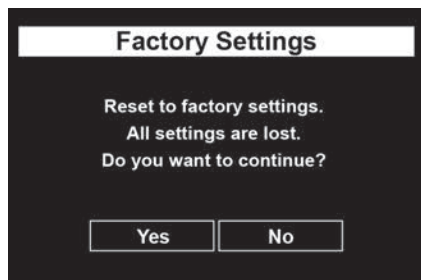 Factory Settings
Reset to factory settings.
All settings are lost.
Do you want to continue?
Yes No